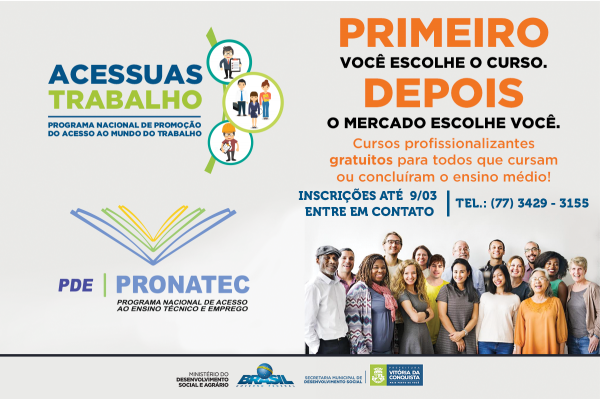 ACESSUAS
TRABALHO
PROGRAMA NACIONAL DE PROMOÇÃO
DO ACESSO AO MUNDO DO TRABALHO
PRIMEIRO
VOCÊ ESCOLHE O CURSO.
DEPOIS
O MERCADO ESCOLHE VOCÊ.
Cursos profissionalizantes
gratuitos para todos que cursam
ou concluíram o ensino médio!
INSCRIÇÕES ATÉ 9/03
ENTRE EM CONTATO
TEL.: (77) 3429 - 3155
PDE | PRONATEC
PROGRAMA NACIONAL DE ACESSO
AO ENSINO TÉCNICO E EMPREGO
MINISTÉRIO DO
DESENVOLVIMENTO
SOCIAL E AGRÁRIO
BRASIL
GOVERNO FEDERAL
SECRETARIA MUNICIPAL DE
DESENVOLVIMENTO SOCIAL
PREFEITURA
VITÓRIA DA
CONQUISTA